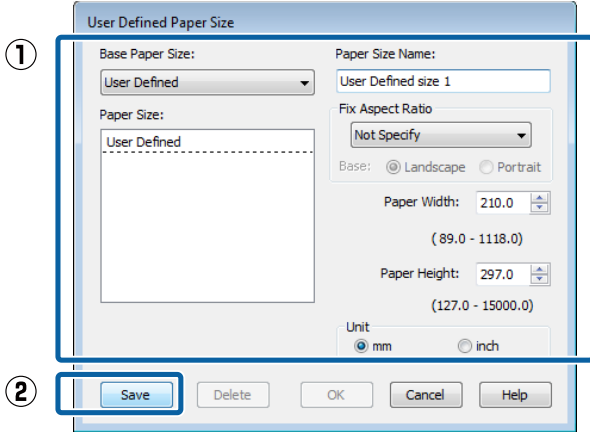 User Defined Paper Size
①
Base Paper Size:
User Defined
Paper Size:
User Defined
Paper Size Name:
User Defined size 1
Fix Aspect Ratio
Not Specify
Base: Landscape Portrait
Paper Width: 210.0
( 89.0 - 1118.0)
Paper Height: 297.0
(127.0 - 15000.0)
Unit
mm inch
②
Save Delete OK Cancel Help